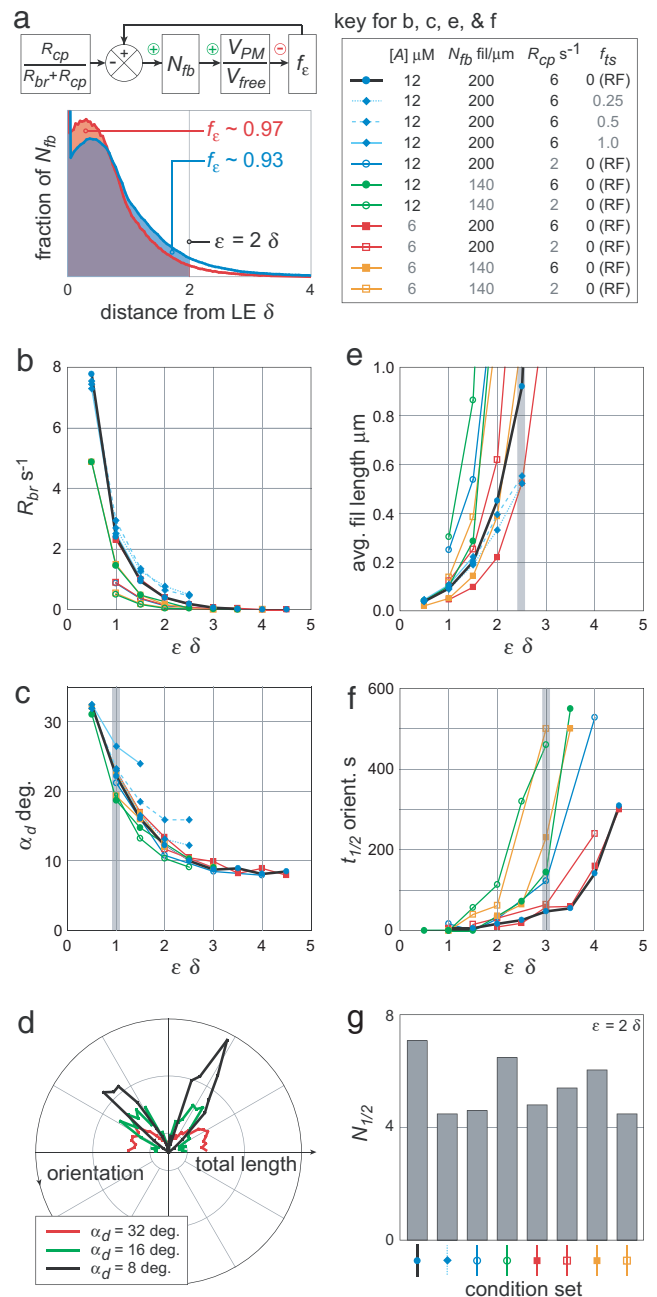 a
R_cp
R_br+R_cp
-
-
+
N_fb
+
V_PM
V_free
-
f_ε
fraction of N_fb
f_ε ~ 0.97
f_ε ~ 0.93
ε = 2 δ
0 2 4
distance from LE δ
key for b, c, e, & f
[A] μM N_fb fil/μm R_cp s⁻¹ f_ts
12 200 6 0 (RF)
12 200 6 0.25
12 200 6 0.5
12 200 6 1.0
12 200 2 0 (RF)
12 140 6 0 (RF)
12 140 2 0 (RF)
6 200 6 0 (RF)
6 200 2 0 (RF)
6 140 6 0 (RF)
6 140 2 0 (RF)
b
R_br s⁻¹
8
6
4
2
0
0 1 2 3 4 5
ε δ
e
avg. fil length μm
1.0
0.8
0.6
0.4
0.2
0.0
0 1 2 3 4 5
ε δ
c
α_d deg.
30
20
10
0
0 1 2 3 4 5
ε δ
f
t_1/2 orient. s
600
400
200
0
0 1 2 3 4 5
ε δ
d
orientation
total length
α_d = 32 deg.
α_d = 16 deg.
α_d = 8 deg.
g
ε = 2 δ
N_1/2
8
4
0
condition set